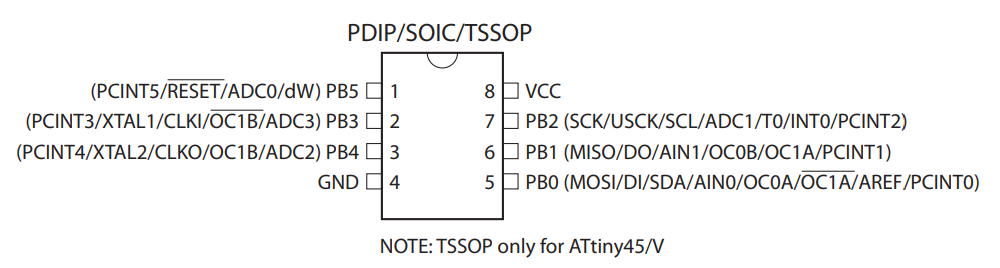 PDIP/SOIC/TSSOP
(PCINT5/RESET/ADC0/dW) PB5 1 8 VCC
(PCINT3/XTAL1/CLKI/OC1B/ADC3) PB3 2 7 PB2 (SCK/USCK/SCL/ADC1/T0/INT0/PCINT2)
(PCINT4/XTAL2/CLKO/OC1B/ADC2) PB4 3 6 PB1 (MISO/DO/AIN1/OC0B/OC1A/PCINT1)
GND 4 5 PB0 (MOSI/DI/SDA/AIN0/OC0A/OC1A/AREF/PCINT0)
NOTE: TSSOP only for ATtiny45/V